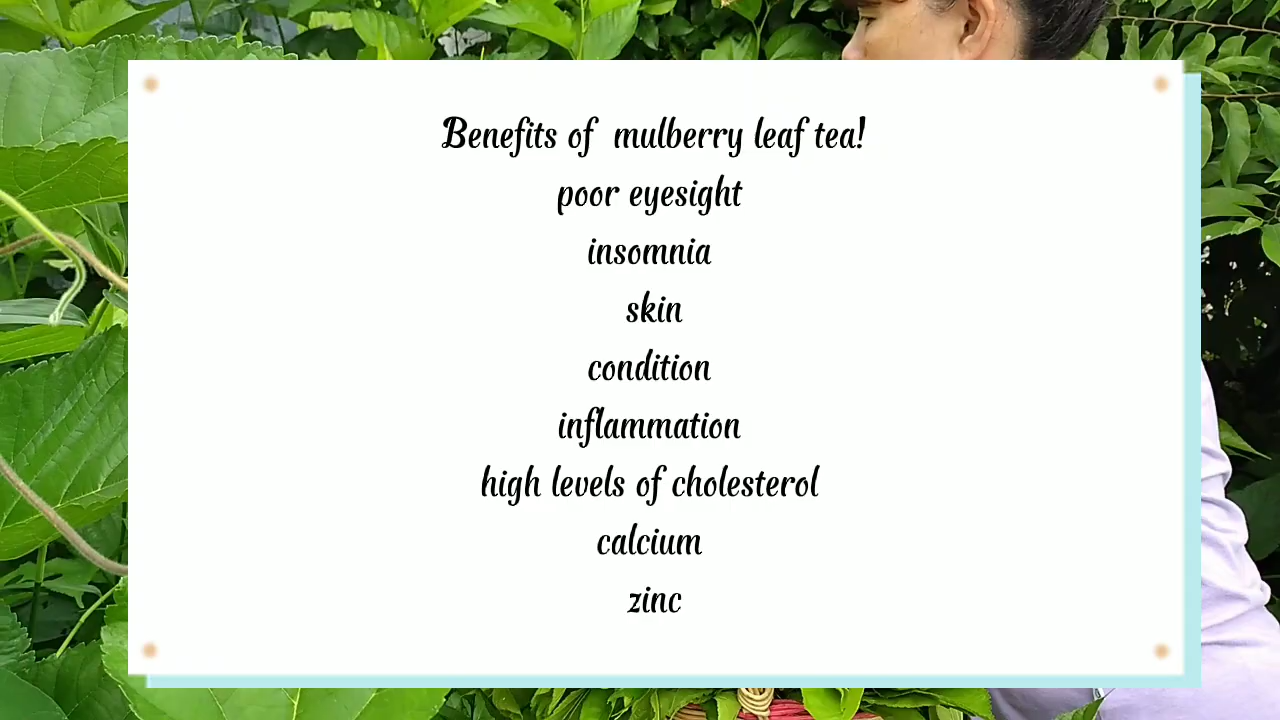 Benefits of mulberry leaf tea!
poor eyesight
insomnia
skin
condition
inflammation
high levels of cholesterol
calcium
zinc